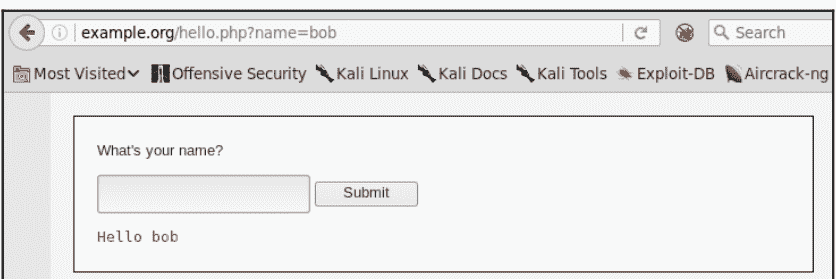 example.org/hello.php?name=bob Search
Most Visited Offensive Security Kali Linux Kali Docs Kali Tools Exploit-DB Aircrack-ng
What's your name?
Submit
Hello bob